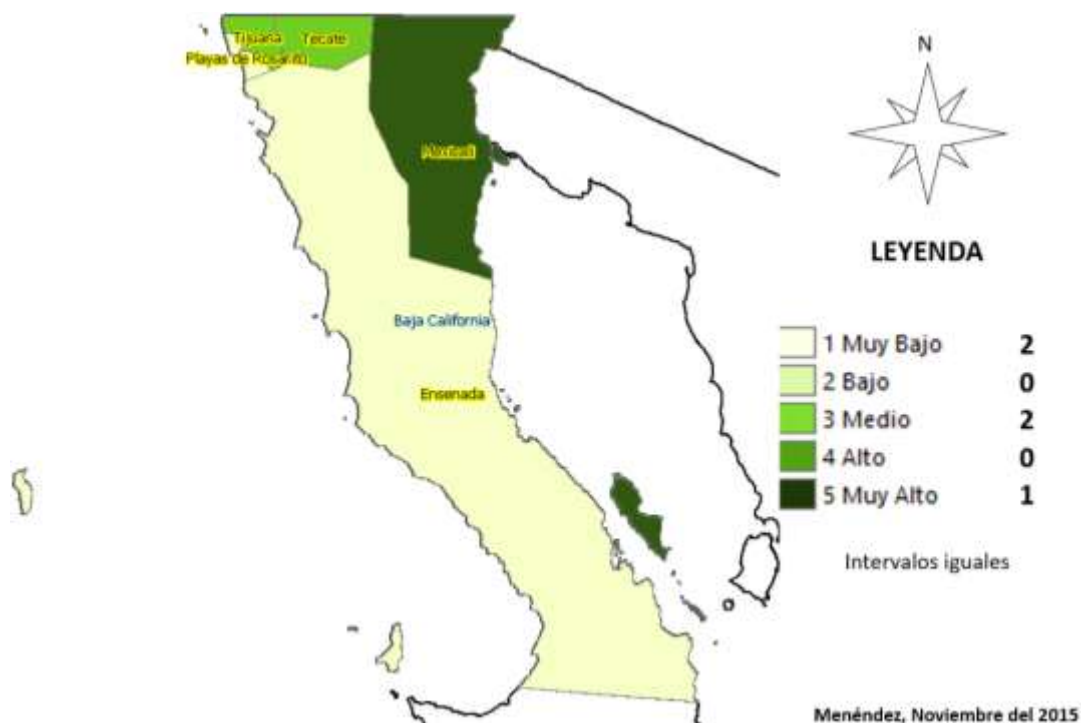 Tijuana
Tecate
Playas de Rosarito
Mexicali
Baja California
Ensenada
N
LEYENDA
1 Muy Bajo 2
2 Bajo 0
3 Medio 2
4 Alto 0
5 Muy Alto 1
Intervalos iguales
Menéndez, Noviembre del 2015